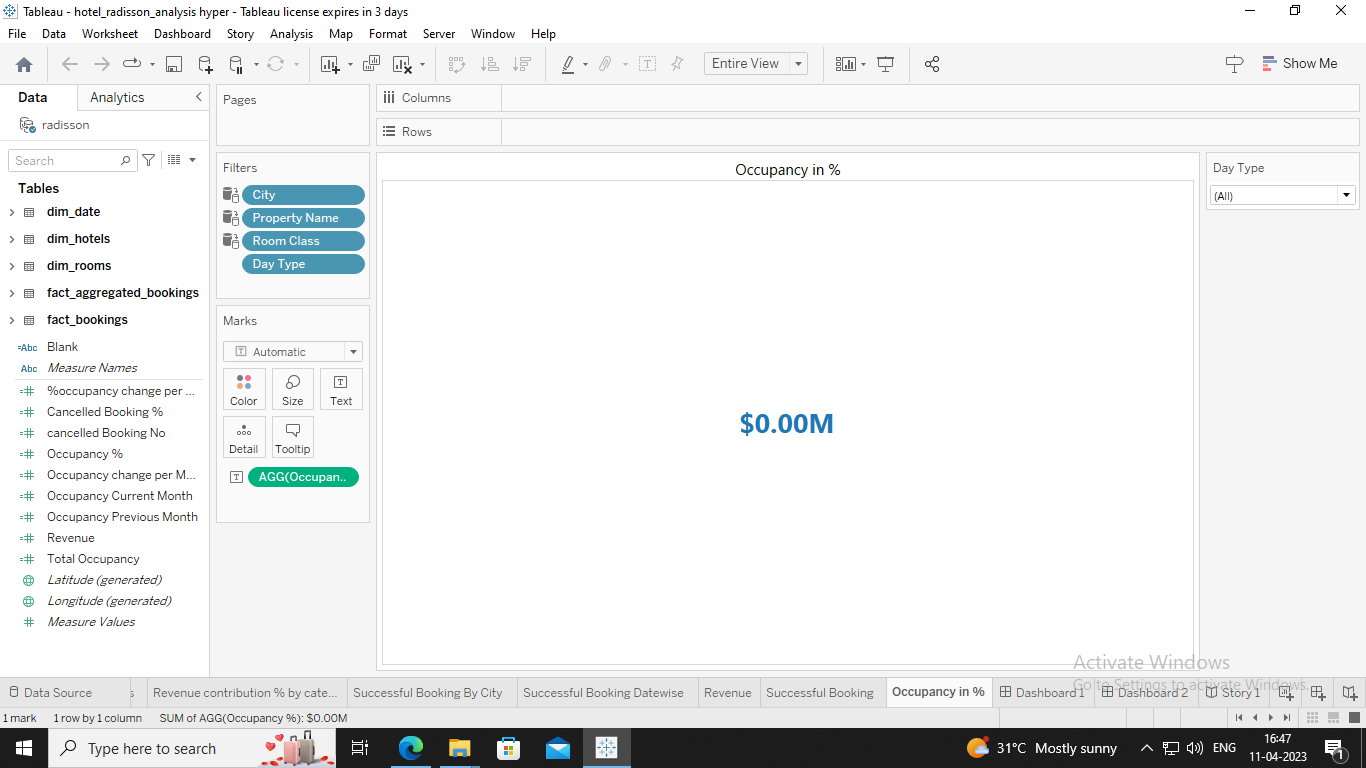 Tableau - hotel_radisson_analysis hyper - Tableau license expires in 3 days
File Data Worksheet Dashboard Story Analysis Map Format Server Window Help
Entire View
Show Me
Data Analytics
radisson
Search
Tables
dim_date
dim_hotels
dim_rooms
fact_aggregated_bookings
fact_bookings
=Abc Blank
Abc Measure Names
=# %occupancy change per ...
=# Cancelled Booking %
=# cancelled Booking No
=# Occupancy %
=# Occupancy change per M...
=# Occupancy Current Month
=# Occupancy Previous Month
=# Revenue
=# Total Occupancy
Latitude (generated)
Longitude (generated)
# Measure Values
Pages
Filters
City
Property Name
Room Class
Day Type
Marks
T Automatic
Color Size Text
Detail Tooltip
T AGG(Occupan..
Columns
Rows
Occupancy in %
$0.00M
Day Type
(All)
Activate Windows
Go to Settings to activate Windows.
Data Source s Revenue contribution % by cate... Successful Booking By City Successful Booking Datewise Revenue Successful Booking Occupancy in % Dashboard 1 Dashboard 2 Story 1
1 mark 1 row by 1 column SUM of AGG(Occupancy %): $0.00M
Type here to search
31°C Mostly sunny
ENG
16:47
11-04-2023
1